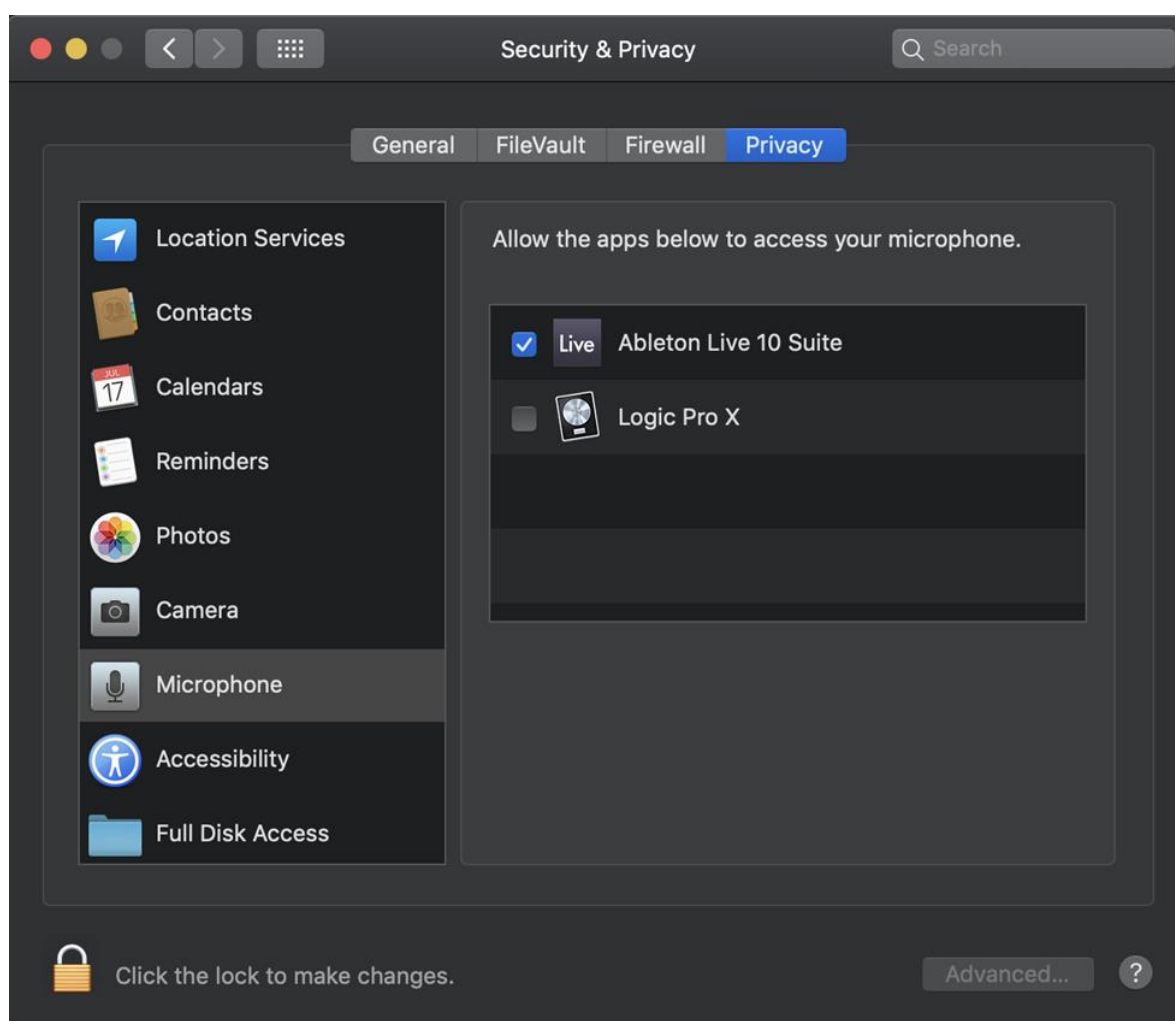 Security & Privacy
Search
General
FileVault
Firewall
Privacy
Location Services
Contacts
JUL
17
Calendars
Reminders
Photos
Camera
Microphone
Accessibility
Full Disk Access
Allow the apps below to access your microphone.
Live
Ableton Live 10 Suite
Logic Pro X
Click the lock to make changes.
Advanced...
?